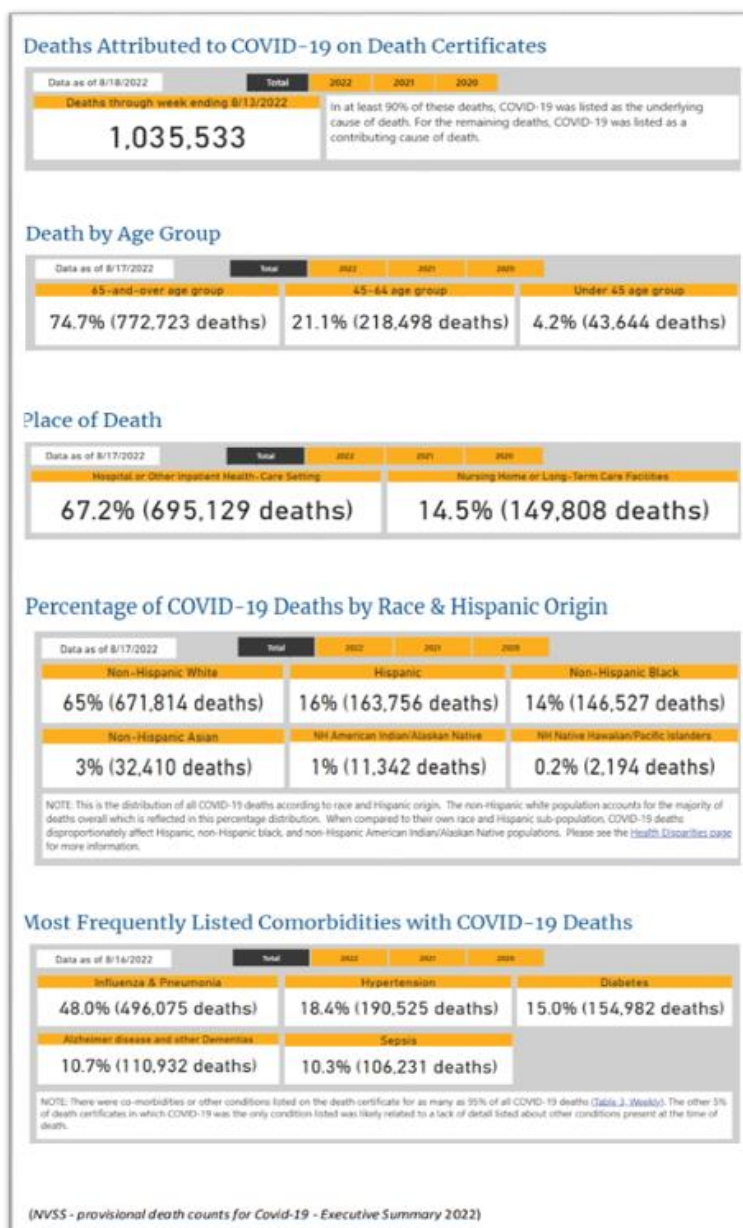 Deaths Attributed to COVID-19 on Death Certificates
Data as of 8/18/2022
Total 2022 2021 2020
Deaths through week ending 8/13/2022
1,035,533
In at least 90% of these deaths, COVID-19 was listed as the underlying
cause of death. For the remaining deaths, COVID-19 was listed as a
contributing cause of death.
Death by Age Group
Data as of 8/17/2022
Total 2022 2021 2020
65-and-over age group
74.7% (772,723 deaths)
45-64 age group
21.1% (218,498 deaths)
Under 45 age group
4.2% (43,644 deaths)
Place of Death
Data as of 8/17/2022
Total 2022 2021 2020
Hospital or Other Inpatient Health-Care Setting
67.2% (695,129 deaths)
Nursing Home or Long-Term Care Facilities
14.5% (149,808 deaths)
Percentage of COVID-19 Deaths by Race & Hispanic Origin
Data as of 8/17/2022
Total 2022 2021 2020
Non-Hispanic White
65% (671,814 deaths)
Hispanic
16% (163,756 deaths)
Non-Hispanic Black
14% (146,527 deaths)
Non-Hispanic Asian
3% (32,410 deaths)
NH American Indian/Alaskan Native
1% (11,342 deaths)
NH Native Hawaiian/Pacific Islanders
0.2% (2,194 deaths)
NOTE: This is the distribution of all COVID-19 deaths according to race and Hispanic origin. The non-Hispanic white population accounts for the majority of
deaths overall which is reflected in this percentage distribution. When compared to their own race and Hispanic sub-population, COVID-19 deaths
disproportionately affect Hispanic, non-Hispanic black, and non-Hispanic American Indian/Alaskan Native populations. Please see the Health Disparities page
for more information.
Most Frequently Listed Comorbidities with COVID-19 Deaths
Data as of 8/16/2022
Total 2022 2021 2020
Influenza & Pneumonia
48.0% (496,075 deaths)
Hypertension
18.4% (190,525 deaths)
Diabetes
15.0% (154,982 deaths)
Alzheimer disease and other Dementias
10.7% (110,932 deaths)
Sepsis
10.3% (106,231 deaths)
NOTE: There were co-morbidities or other conditions listed on the death certificate for as many as 95% of all COVID-19 deaths (Table 3, Weekly). The other 5%
of death certificates in which COVID-19 was the only condition listed was likely related to a lack of detail listed about other conditions present at the time of
death.
(NVSS - provisional death counts for Covid-19 - Executive Summary 2022)